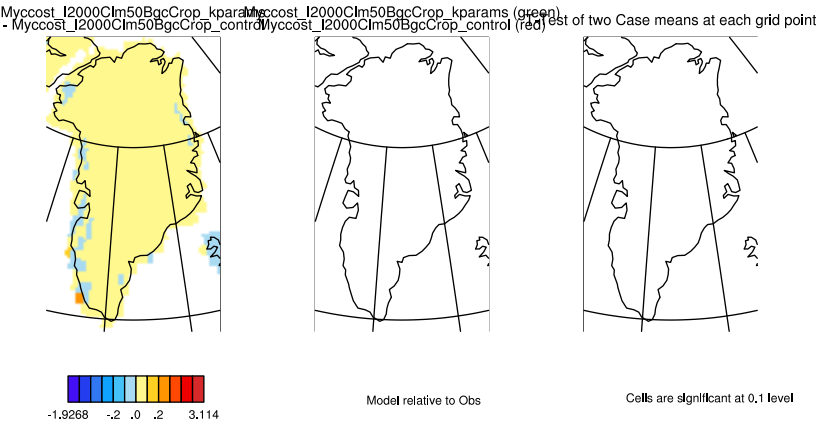 Myccost_I2000Clm50BgcCrop_kparams
- Myccost_I2000Clm50BgcCrop_control
Myccost_I2000Clm50BgcCrop_kparams (green)
Myccost_I2000Clm50BgcCrop_control (red)
T-Test of two Case means at each grid point
-1.9268 -.2 .0 .2 3.114
Model relative to Obs
Cells are significant at 0.1 level